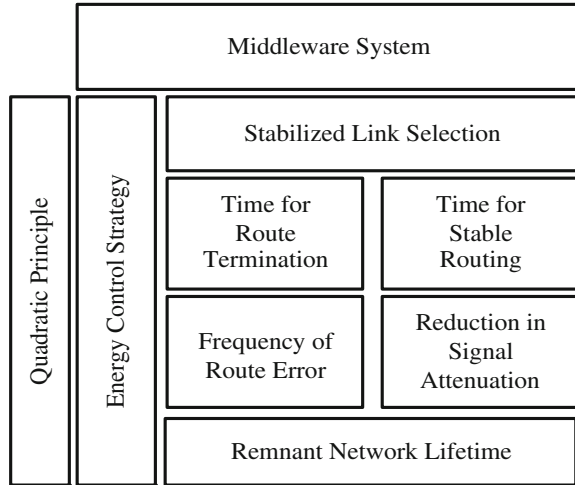 Middleware System
Quadratic Principle
Energy Control Strategy
Stabilized Link Selection
Time for
Route
Termination
Time for
Stable
Routing
Frequency of
Route Error
Reduction in
Signal
Attenuation
Remnant Network Lifetime